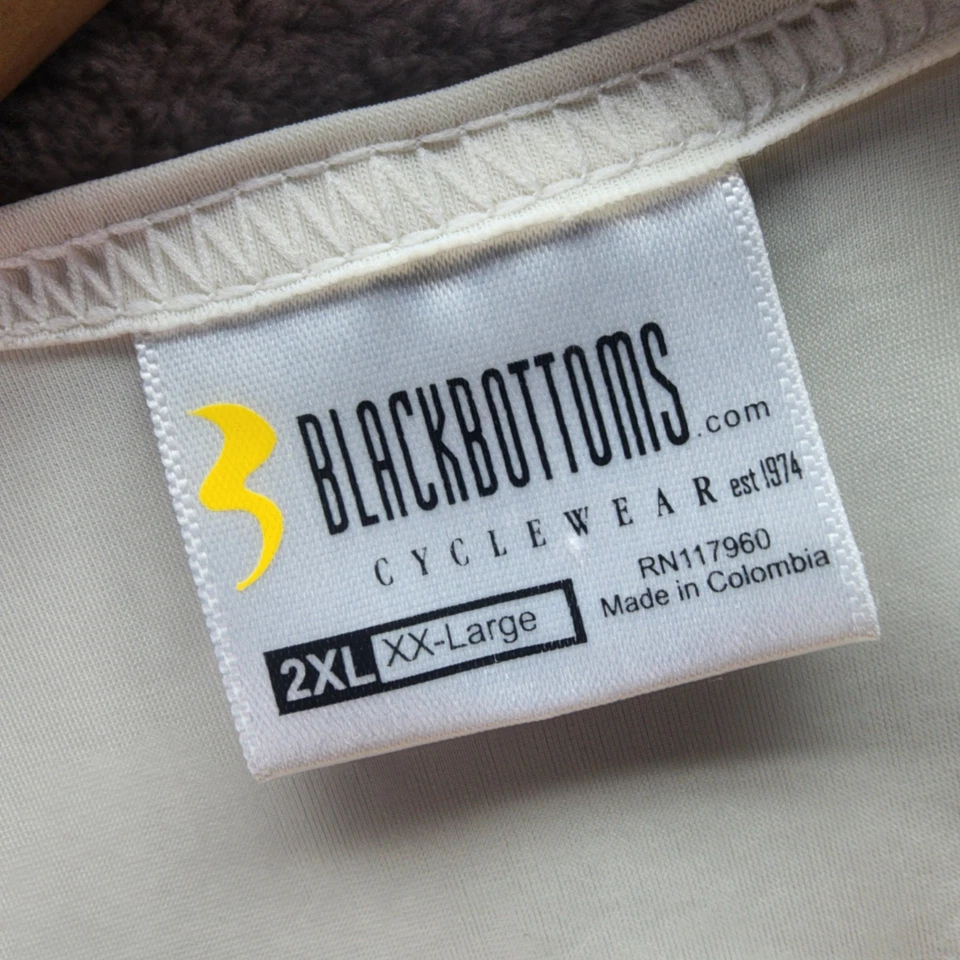 BLACKBOTTOMS.com
CYCLEWEAR est 1974
RN117960
Made in Colombia
2XL XX-Large